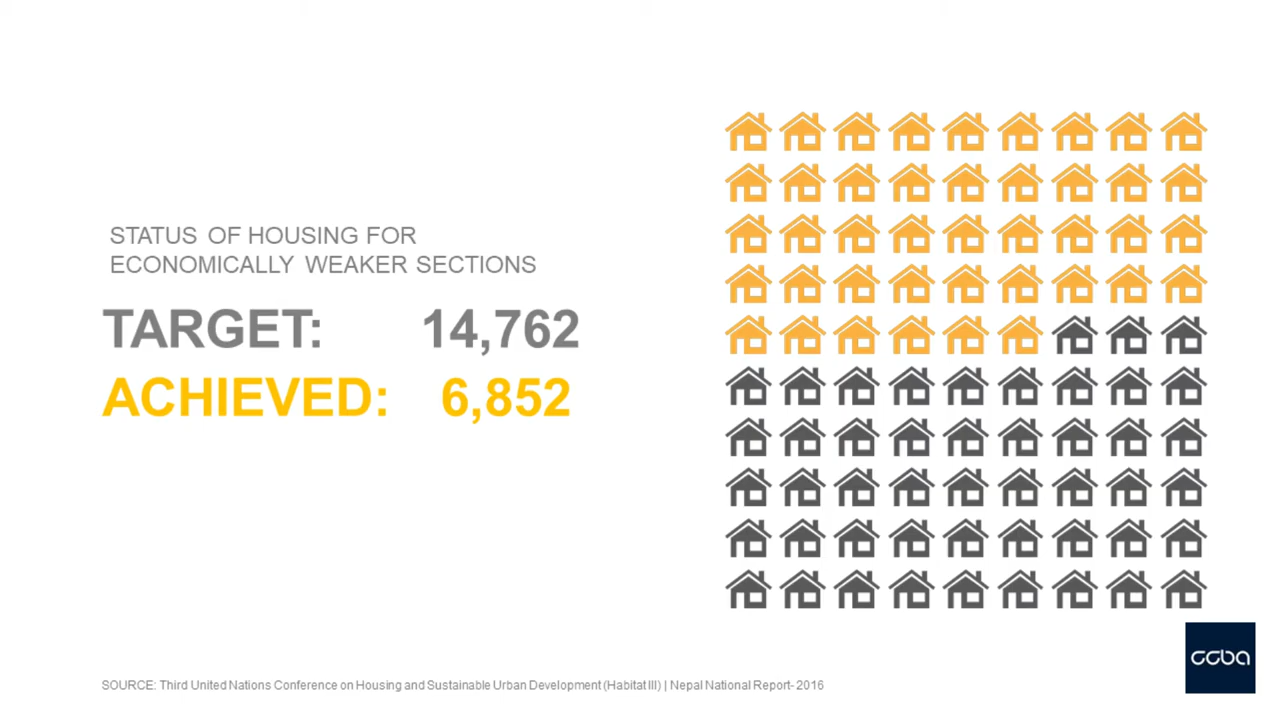 STATUS OF HOUSING FOR
ECONOMICALLY WEAKER SECTIONS
TARGET: 14,762
ACHIEVED: 6,852
SOURCE: Third United Nations Conference on Housing and Sustainable Urban Development (Habitat III) | Nepal National Report- 2016
ccba